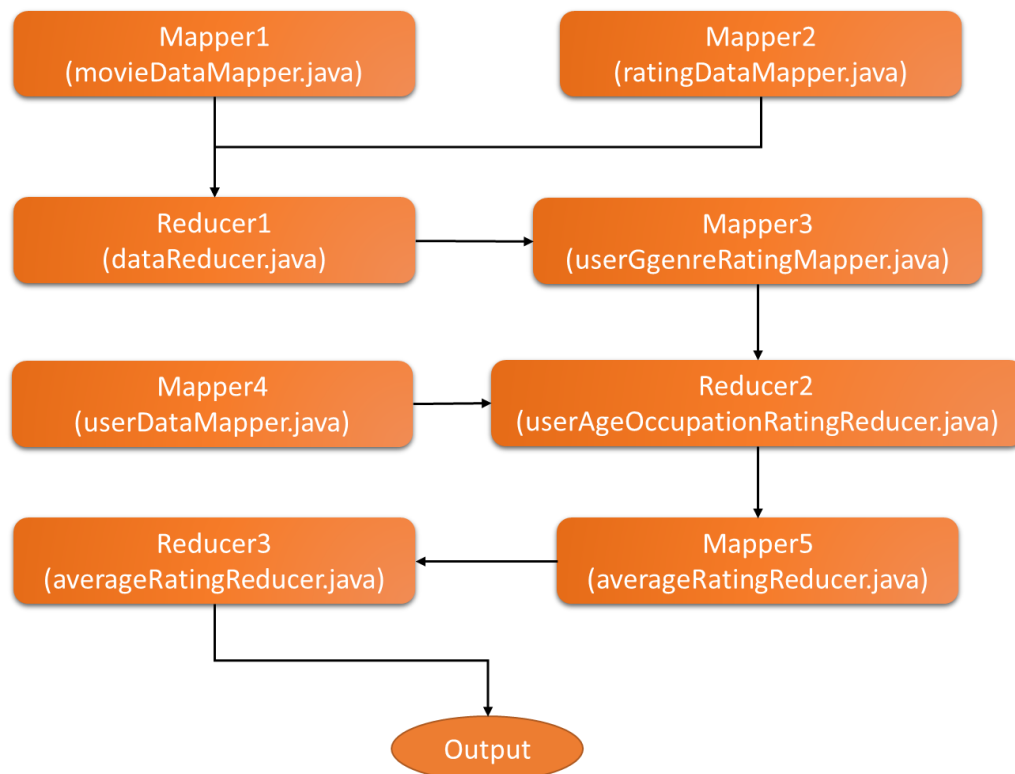 Mapper1
(movieDataMapper.java)
Mapper2
(ratingDataMapper.java)
Reducer1
(dataReducer.java)
Mapper3
(userGgenreRatingMapper.java)
Mapper4
(userDataMapper.java)
Reducer2
(userAgeOccupationRatingReducer.java)
Reducer3
(averageRatingReducer.java)
Mapper5
(averageRatingReducer.java)
Output